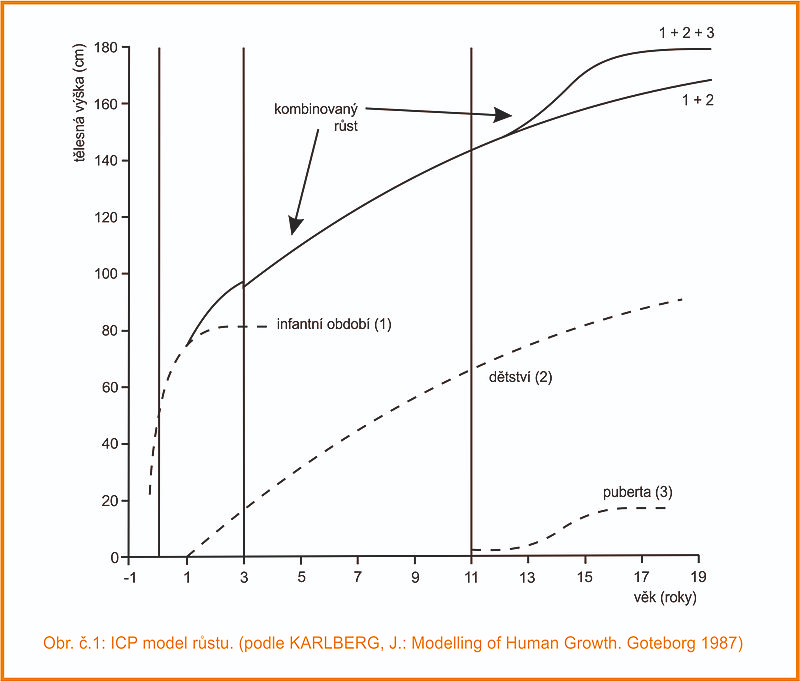 tělesná výška (cm)
180
160
140
120
100
80
60
40
20
0
1 + 2 + 3
1 + 2
kombinovaný
růst
infantní období (1)
dětství (2)
puberta (3)
-1 1 3 5 7 9 11 13 15 17 19
věk (roky)
Obr. č.1: ICP model růstu. (podle KARLBERG, J.: Modelling of Human Growth. Goteborg 1987)